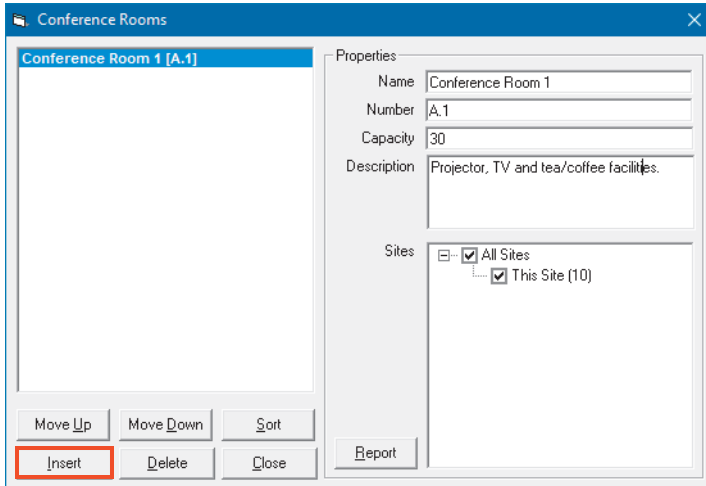 Conference Rooms
Conference Room 1 [A.1]
Move Up
Move Down
Sort
Insert
Delete
Close
Properties
Name
Conference Room 1
Number
A.1
Capacity
30
Description
Projector, TV and tea/coffee facilities.
Sites
All Sites
This Site (10)
Report